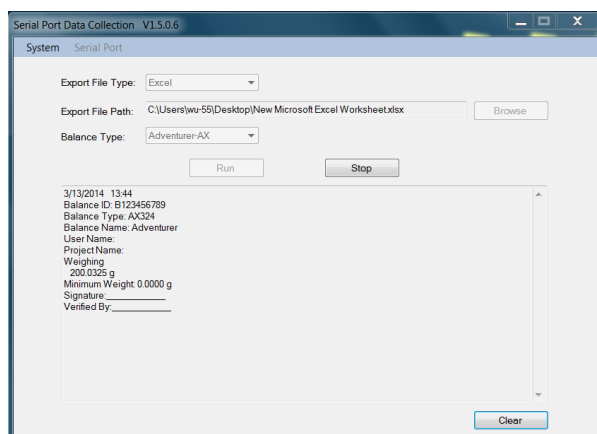 Serial Port Data Collection V1.5.0.6
System Serial Port
Export File Type: Excel
Export File Path: C:\Users\wu-55\Desktop\New Microsoft Excel Worksheet.xlsx Browse
Balance Type: Adventurer-AX
Run Stop
3/13/2014 13:44
Balance ID: B123456789
Balance Type: AX324
Balance Name: Adventurer
User Name:
Project Name:
Weighing
200.0325 g
Minimum Weight: 0.0000 g
Signature:____________
Verified By:____________
Clear